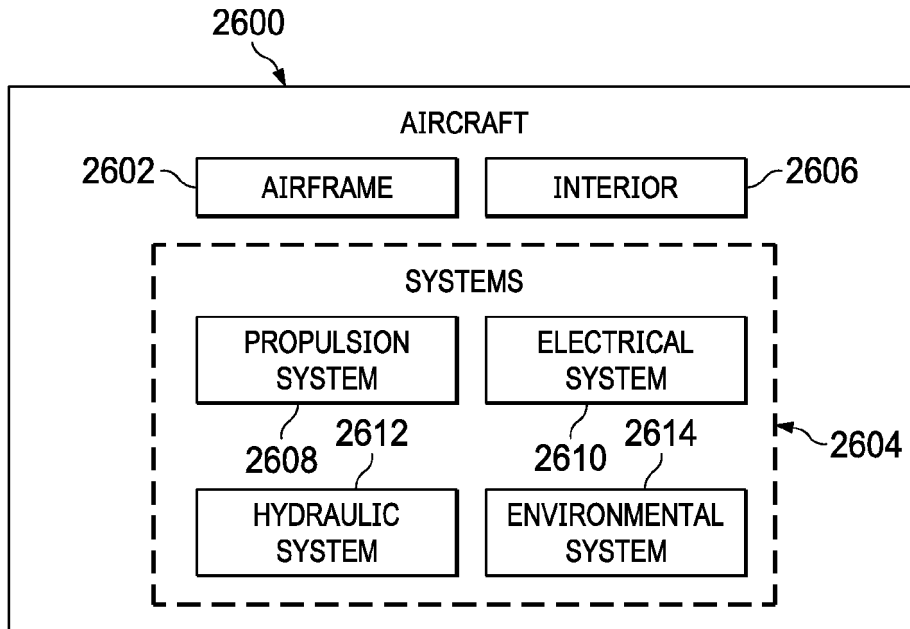 2600
AIRCRAFT
2602
AIRFRAME
INTERIOR
2606
SYSTEMS
PROPULSION
SYSTEM
ELECTRICAL
SYSTEM
2608
2612
2610
2614
2604
HYDRAULIC
SYSTEM
ENVIRONMENTAL
SYSTEM